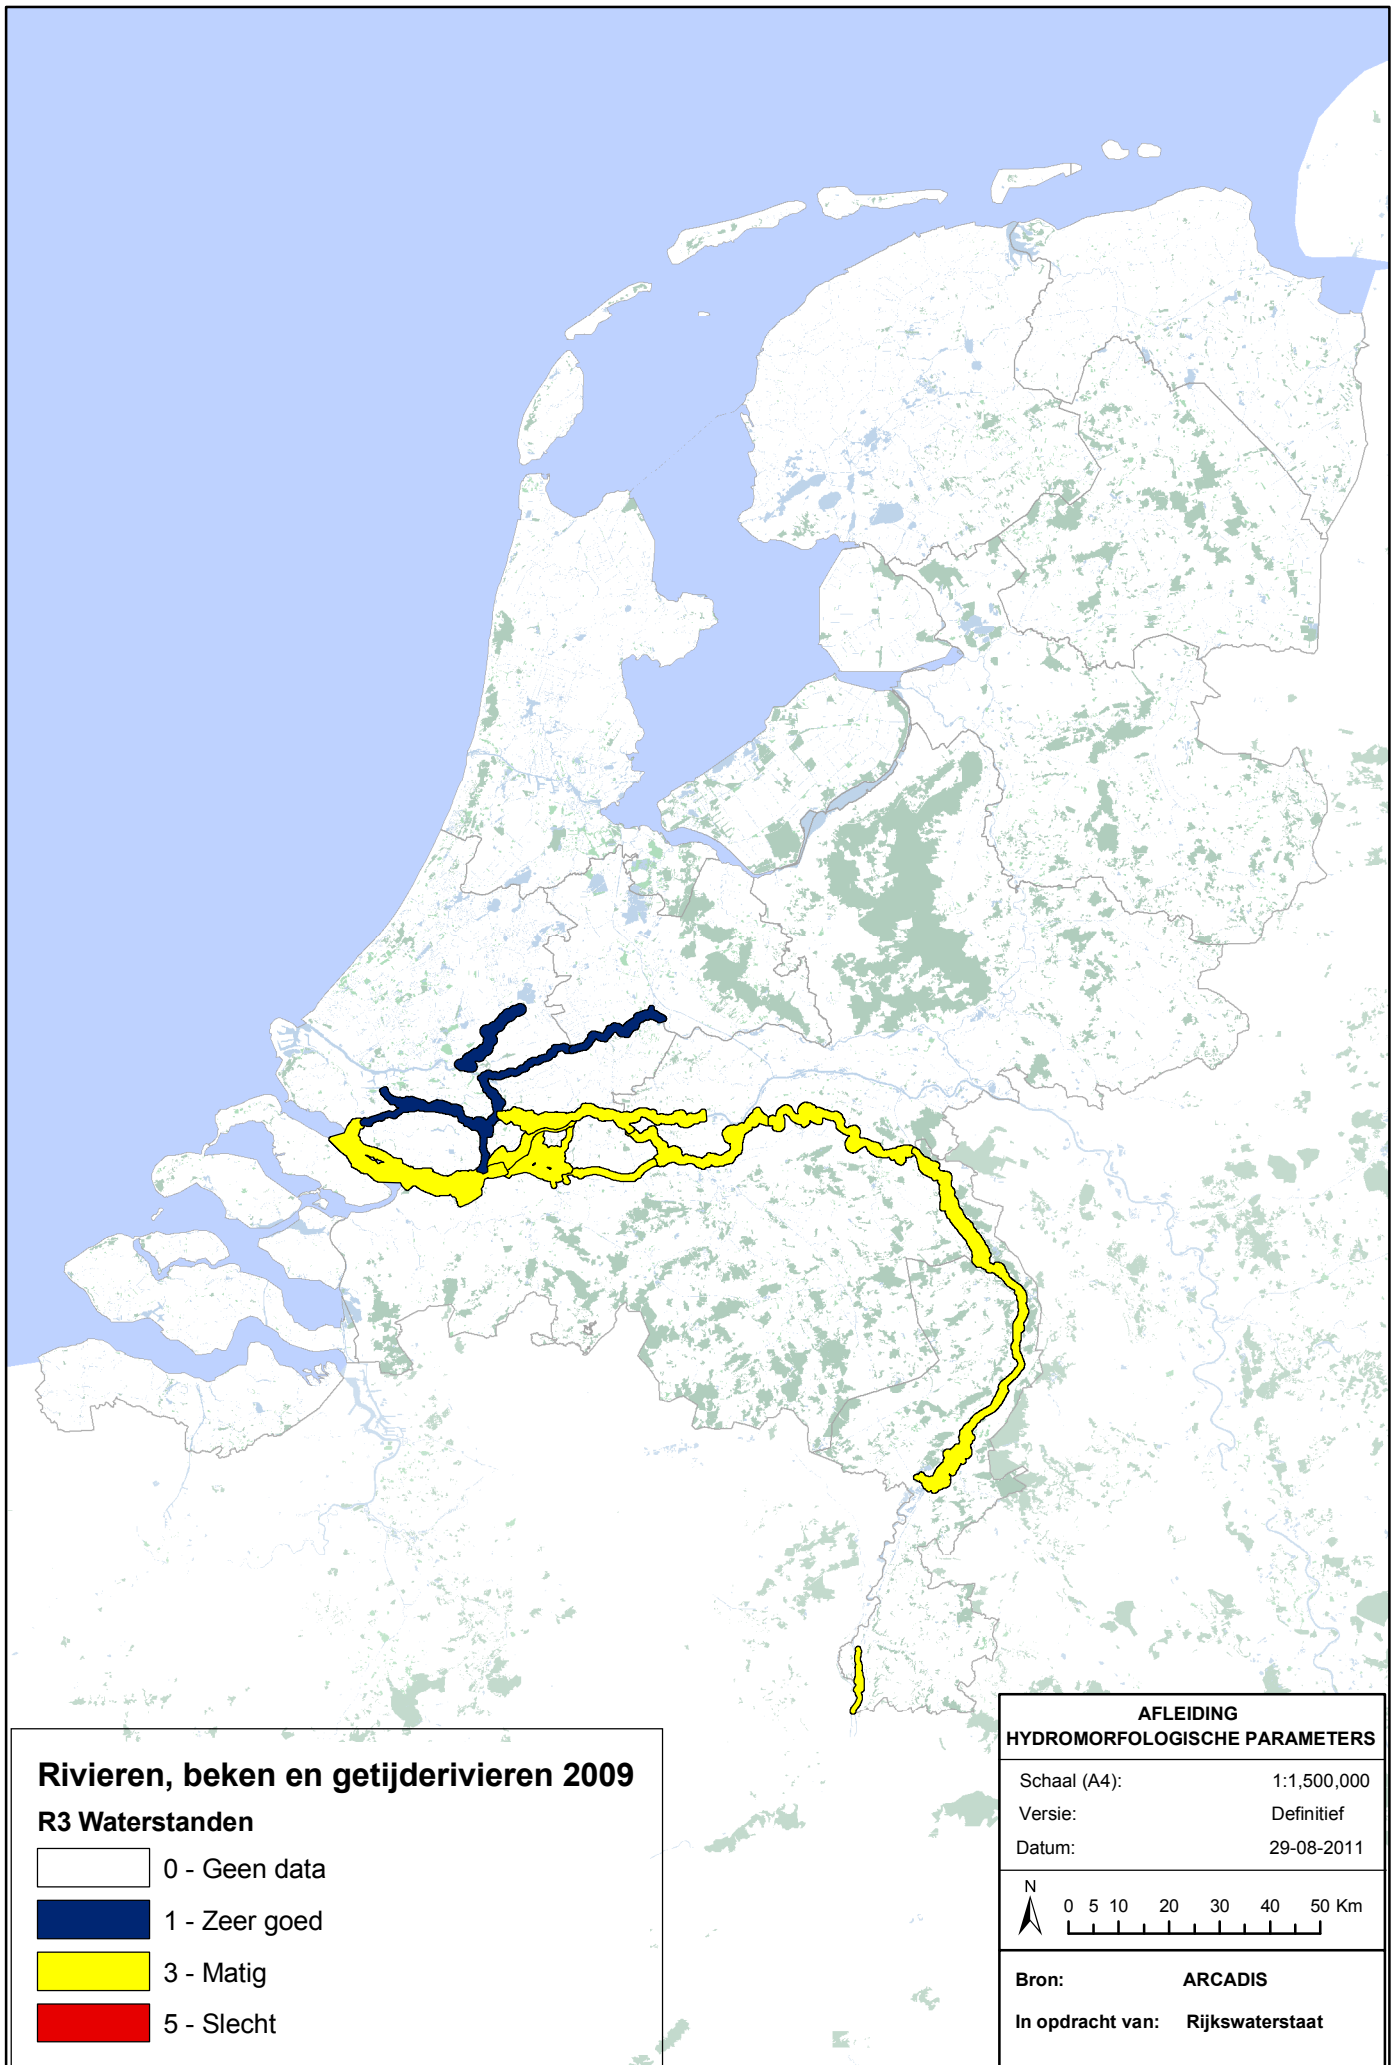 Rivieren, beken en getijderivieren 2009
R3 Waterstanden
0 - Geen data
1 - Zeer goed
3 - Matig
5 - Slecht
AFLEIDING
HYDROMORFOLOGISCHE PARAMETERS
Schaal (A4): 1:1,500,000
Versie: Definitief
Datum: 29-08-2011
N
0 5 10 20 30 40 50 Km
Bron: ARCADIS
In opdracht van: Rijkswaterstaat